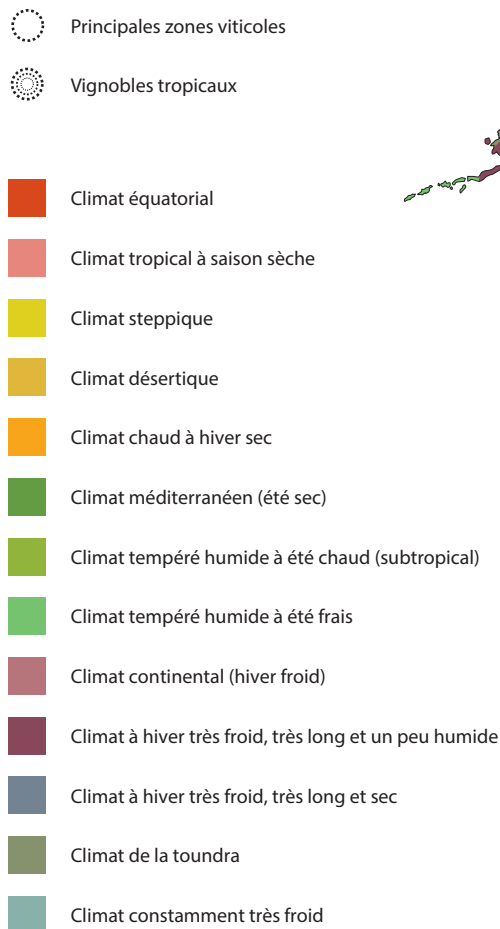 Principales zones viticoles
Vignobles tropicaux
Climat équatorial
Climat tropical à saison sèche
Climat steppique
Climat désertique
Climat chaud à hiver sec
Climat méditerranéen (été sec)
Climat tempéré humide à été chaud (subtropical)
Climat tempéré humide à été frais
Climat continental (hiver froid)
Climat à hiver très froid, très long et un peu humide
Climat à hiver très froid, très long et sec
Climat de la toundra
Climat constamment très froid